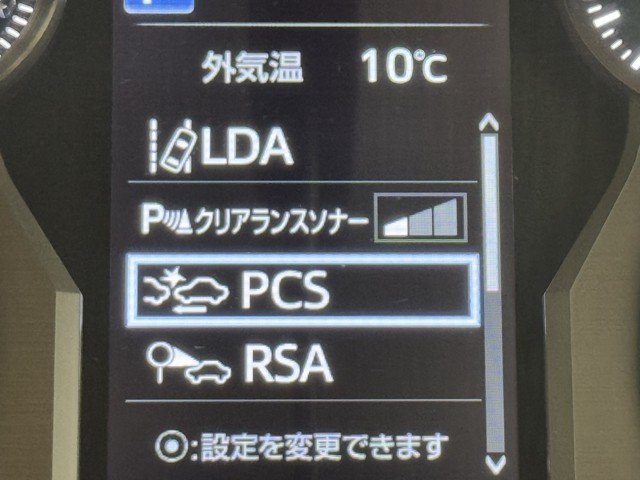 外気温 10℃
LDA
Pクリアランスソナー
PCS
RSA
⦿:設定を変更できます